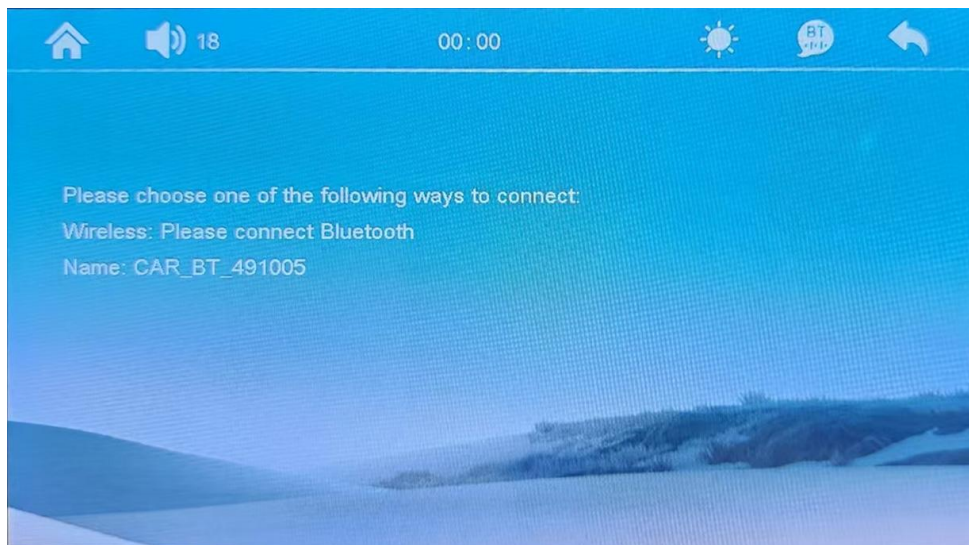 18
00:00
BT
Please choose one of the following ways to connect:
Wireless: Please connect Bluetooth
Name: CAR_BT_491005